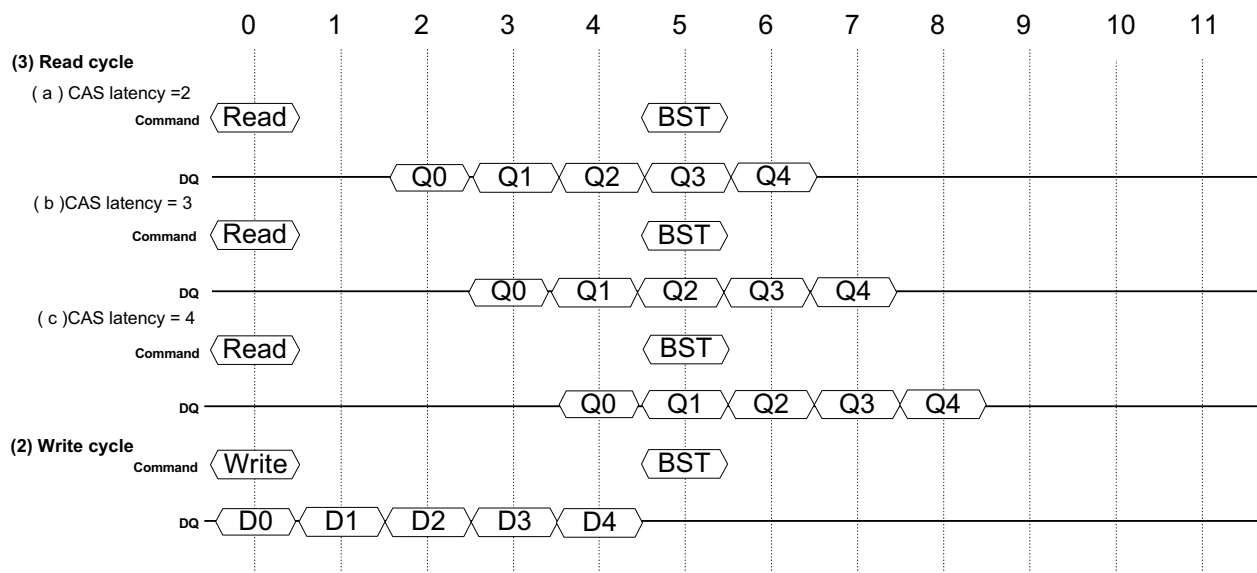 0 1 2 3 4 5 6 7 8 9 10 11
(3) Read cycle
( a ) CAS latency =2
Command Read BST
DQ Q0 Q1 Q2 Q3 Q4
( b )CAS latency = 3
Command Read BST
DQ Q0 Q1 Q2 Q3 Q4
( c )CAS latency = 4
Command Read BST
DQ Q0 Q1 Q2 Q3 Q4
(2) Write cycle
Command Write BST
DQ D0 D1 D2 D3 D4